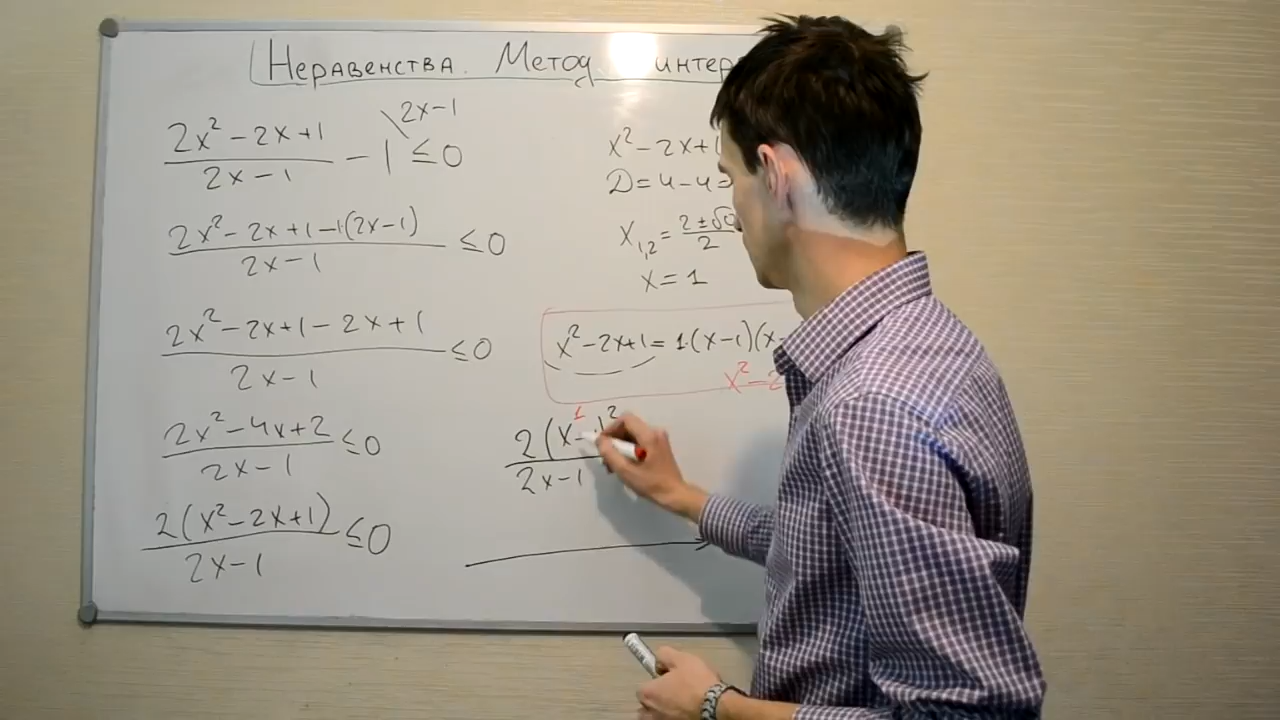 Неравенства. Метод интер
2x-1
2x²-2x+1
2x-1
-1 ≤0
2x²-2x+1-1(2x-1)
2x-1
≤0
2x²-2x+1-2x+1
2x-1
≤0
2x²-4x+2
2x-1
≤0
2(x²-2x+1)
2x-1
≤0
x²-2x+1
D=4-4=
x1,2=
2±√0
2
x=1
x²-2x+1=1·(x-1)(x-
x²-2
1
2(x- )²
2x-1